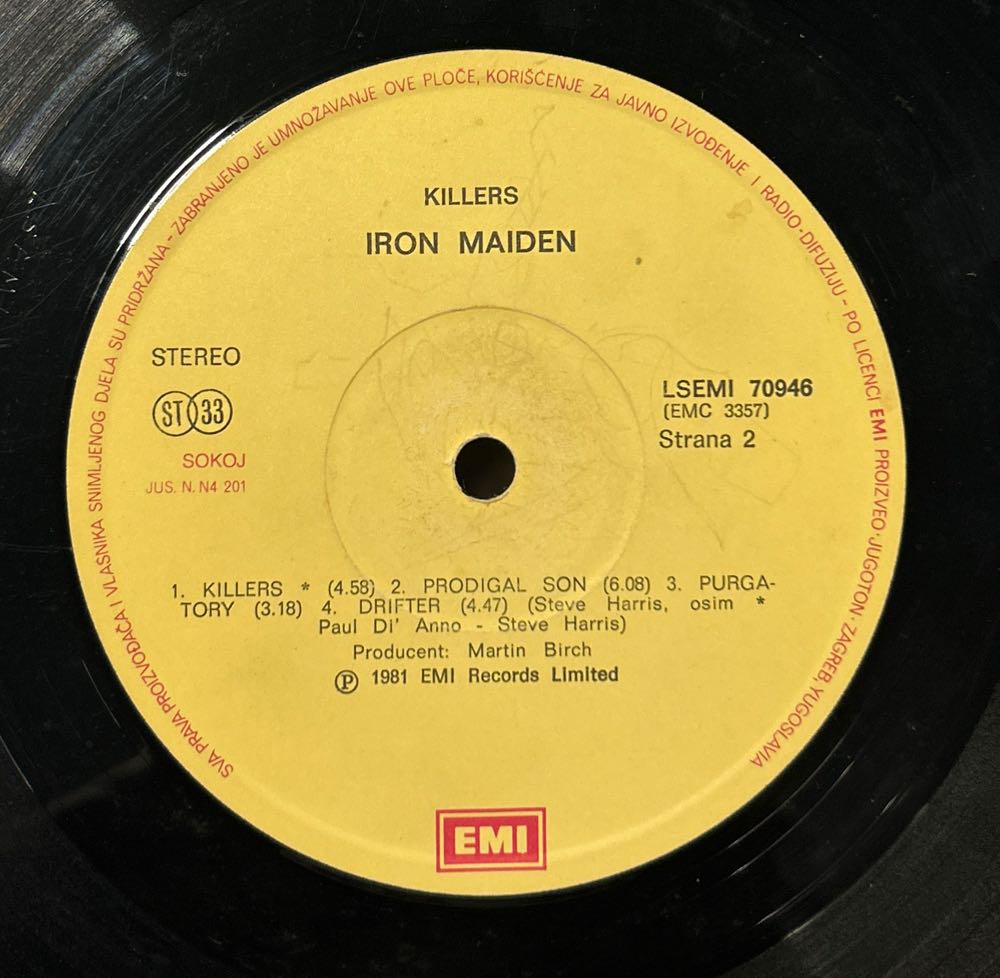 SVA PRAVA PROIZVOĐAČA I VLASNIKA SNIMLJENOG DJELA SU PRIDRŽANA - ZABRANJENO JE UMNOŽAVANJE OVE PLOČE, KORIŠĆENJE ZA JAVNO IZVOĐENJE I RADIO-DIFUZIJU - PO LICENCI EMI PROIZVEO·JUGOTON·ZAGREB, YUGOSLAVIA
KILLERS
IRON MAIDEN
STEREO
ST 33
SOKOJ
JUS. N. N4 201
LSEMI 70946
(EMC 3357)
Strana 2
1. KILLERS * (4.58) 2. PRODIGAL SON (6.08) 3. PURGA-
TORY (3.18) 4. DRIFTER (4.47) (Steve Harris, osim *
Paul Di' Anno - Steve Harris)
Producent: Martin Birch
℗ 1981 EMI Records Limited
EMI